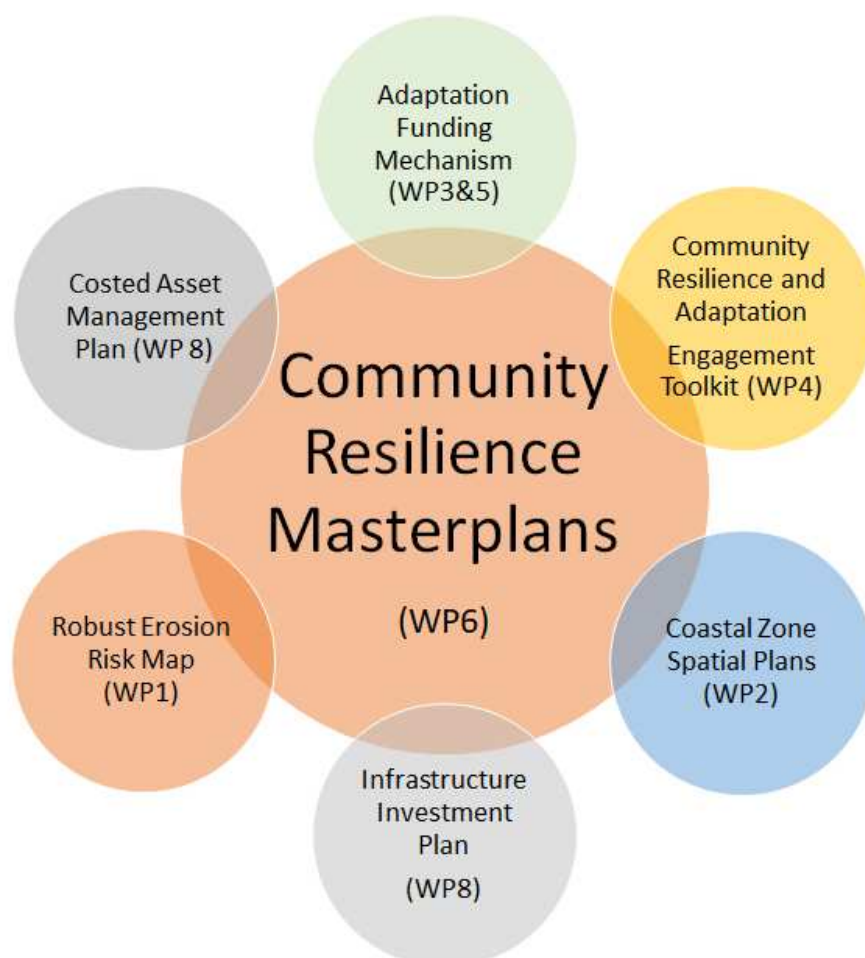 Adaptation
Funding
Mechanism
(WP3&5)
Community
Resilience and
Adaptation
Engagement
Toolkit (WP4)
Costed Asset
Management
Plan (WP 8)
Community
Resilience
Masterplans
(WP6)
Robust Erosion
Risk Map
(WP1)
Coastal Zone
Spatial Plans
(WP2)
Infrastructure
Investment
Plan
(WP8)